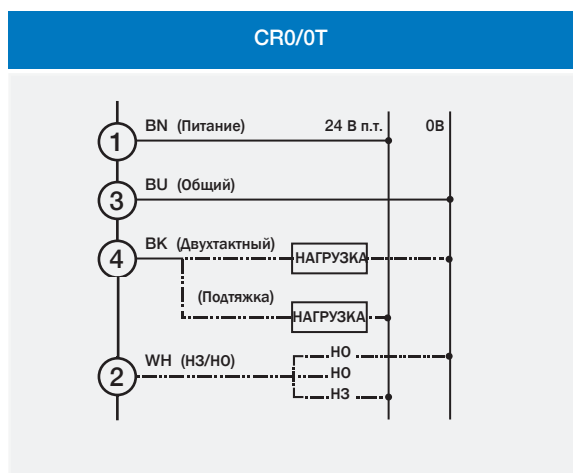 CR0/0T
1 BN (Питание) 24 В п.т. 0В
3 BU (Общий)
4 BK (Двухтактный) НАГРУЗКА
(Подтяжка) НАГРУЗКА
НО
2 WH (НЗ/НО) НО
НЗ